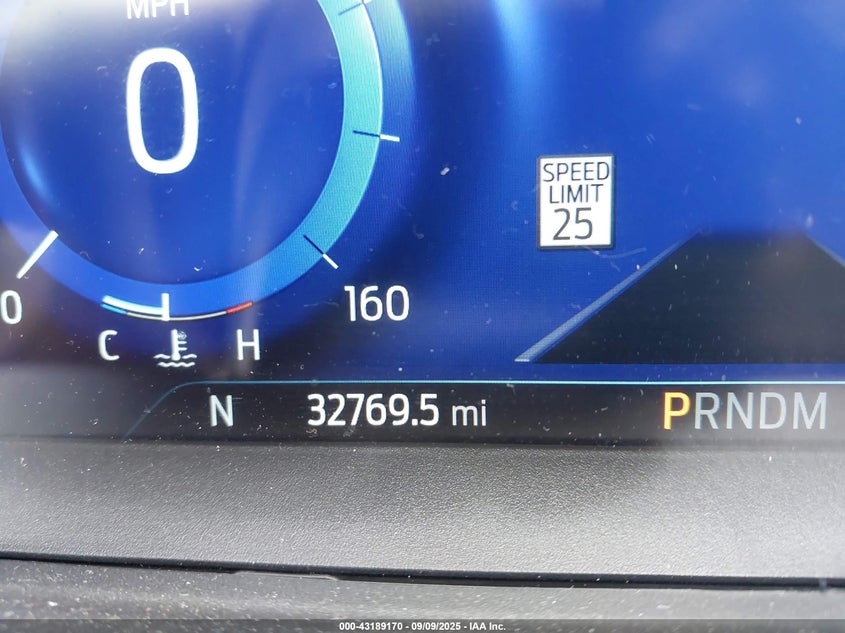 MPH
0
SPEED
LIMIT
25
0
160
C
H
N
32769.5 mi
PRNDM
000-43189170 - 09/09/2025 - IAA Inc.